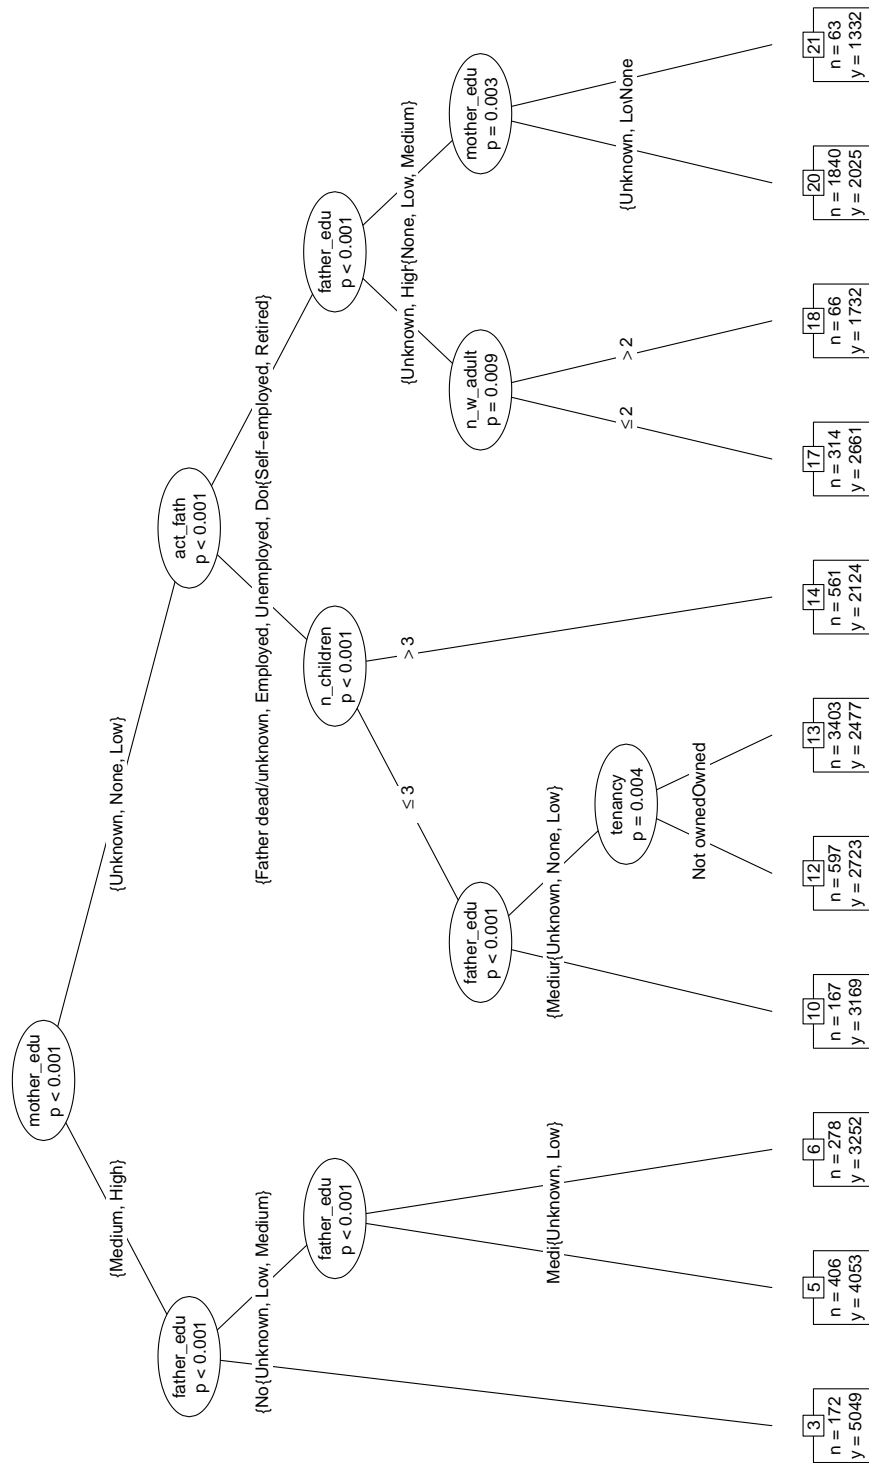 mother_edu
p < 0.001
{Medium, High}
{Unknown, None, Low}
father_edu
p < 0.001
{No{Unknown, Low, Medium}
act_fath
p < 0.001
{Father dead/unknown, Employed, Unemployed, Do{Self−employed, Retired}
father_edu
p < 0.001
Medi{Unknown, Low}
n_children
p < 0.001
≤ 3
> 3
father_edu
p < 0.001
{Unknown, High{None, Low, Medium}
father_edu
p < 0.001
{Mediur{Unknown, None, Low}
n_w_adult
p = 0.009
≤ 2
> 2
mother_edu
p = 0.003
{Unknown, LowNone
tenancy
p = 0.004
Not ownedOwned
3
n = 172
y = 5049
5
n = 406
y = 4053
6
n = 278
y = 3252
10
n = 167
y = 3169
12
n = 597
y = 2723
13
n = 3403
y = 2477
14
n = 561
y = 2124
17
n = 314
y = 2661
18
n = 66
y = 1732
20
n = 1840
y = 2025
21
n = 63
y = 1332